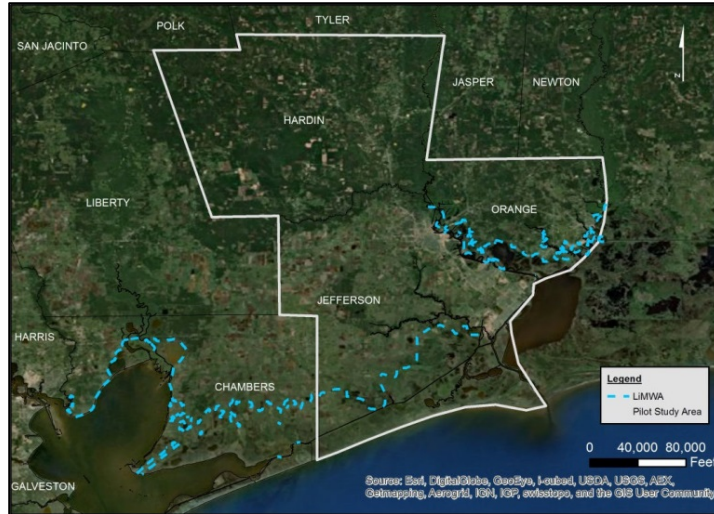 TYLER
POLK
SAN JACINTO
JASPER
NEWTON
HARDIN
LIBERTY
ORANGE
JEFFERSON
HARRIS
CHAMBERS
GALVESTON
N
Legend
LiMWA
Pilot Study Area
0 40,000 80,000
Feet
Source: Esri, DigitalGlobe, GeoEye, i-cubed, USDA, USGS, AEX,
Getmapping, Aerogrid, IGN, IGP, swisstopo, and the GIS User Community